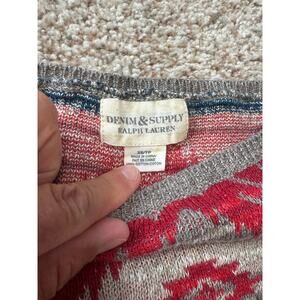 DENIM & SUPPLY
RALPH LAUREN
XS/TP
MADE IN CHINA
FAIT EN CHINE
100% COTTON-COTON